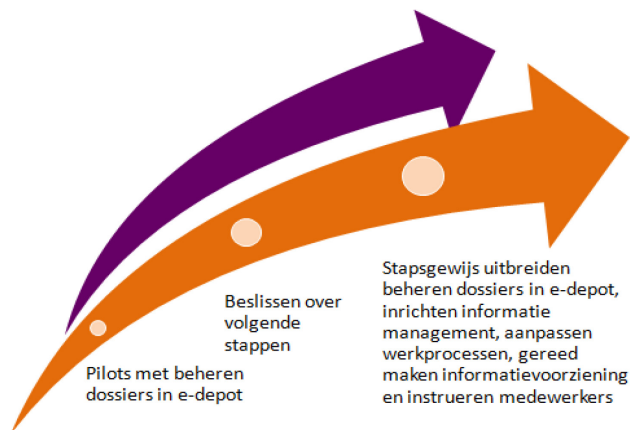 Pilots met beheren
dossiers in e-depot
Beslissen over
volgende
stappen
Stapsgewijs uitbreiden
beheren dossiers in e-depot,
inrichten informatie
management, aanpassen
werkprocessen, gereed
maken informatievoorziening
en instrueren medewerkers